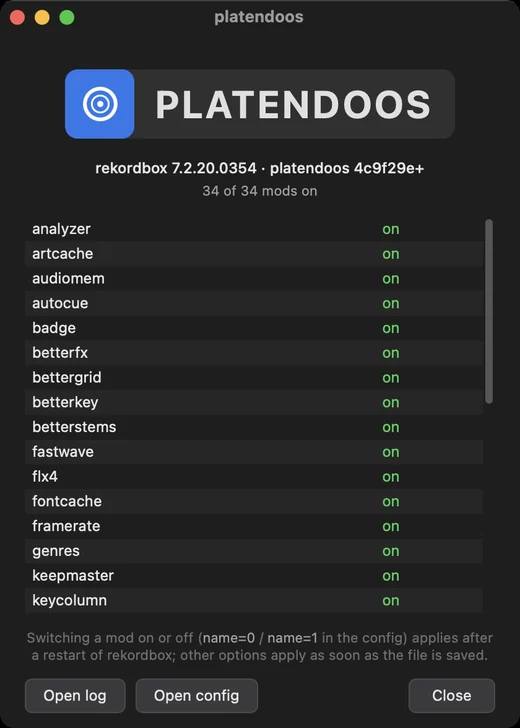 platendoos
PLATENDOOS
rekordbox 7.2.20.0354 · platendoos 4c9f29e+
34 of 34 mods on
analyzer on
artcache on
audiomem on
autocue on
badge on
betterfx on
bettergrid on
betterkey on
betterstems on
fastwave on
flx4 on
fontcache on
framerate on
genres on
keepmaster on
keycolumn on
Switching a mod on or off (name=0 / name=1 in the config) applies after
a restart of rekordbox; other options apply as soon as the file is saved.
Open log Open config Close